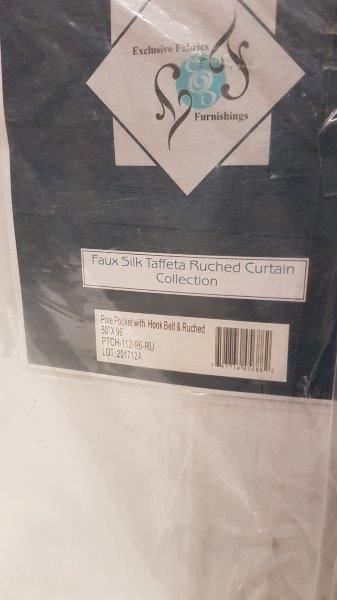 Exclusive Fabrics
&
Furnishings
Faux Silk Taffeta Ruched Curtain
Collection
Pole Pocket with Hook Belt & Ruched
50"X 96"
PTCH-112-96-RU
LOT :201712A